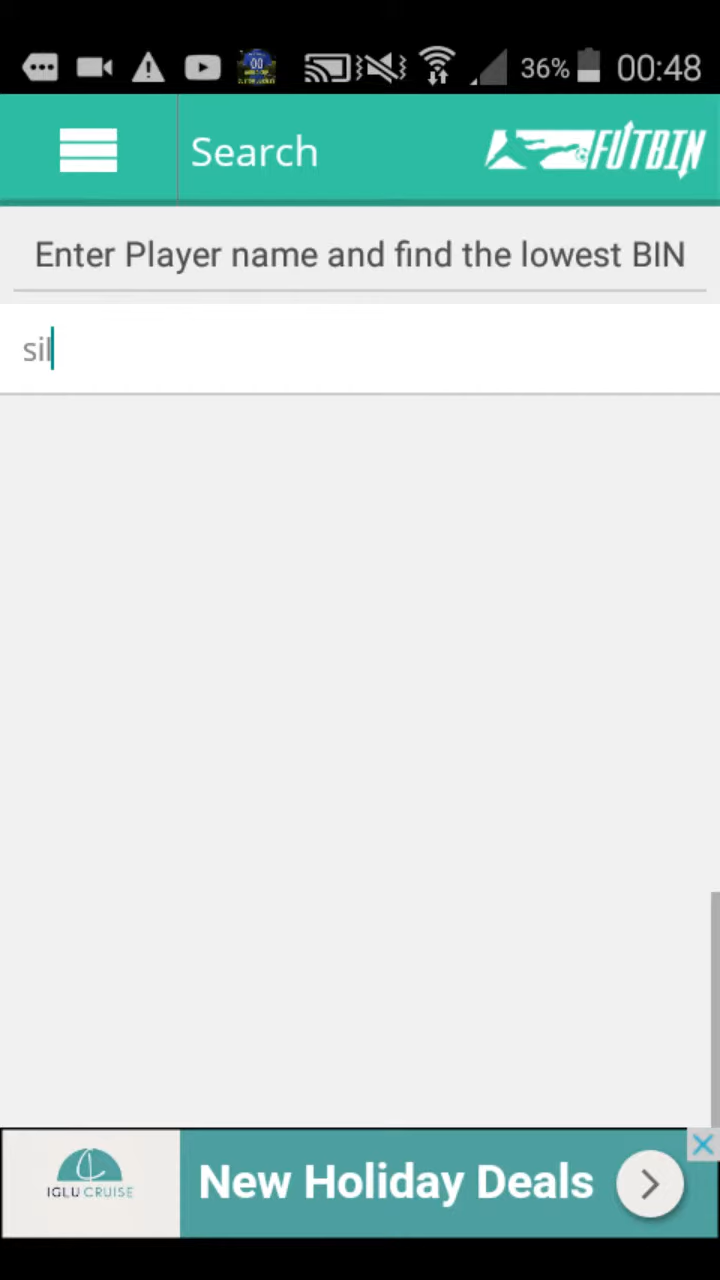 36% 00:48
Search FUTBIN
Enter Player name and find the lowest BIN
sil
IGLU CRUISE
New Holiday Deals